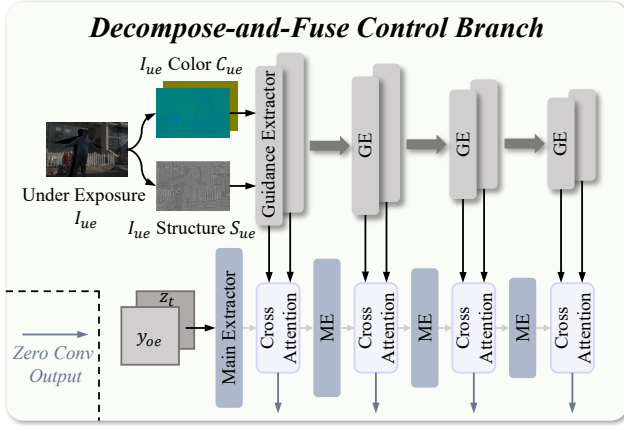 Decompose-and-Fuse Control Branch
I_ue Color C_ue
Under Exposure
I_ue
I_ue Structure S_ue
Guidance Extractor
GE
GE
GE
z_t
y_oe
Main Extractor
Cross
Attention
ME
Cross
Attention
ME
Cross
Attention
ME
Cross
Attention
Zero Conv
Output